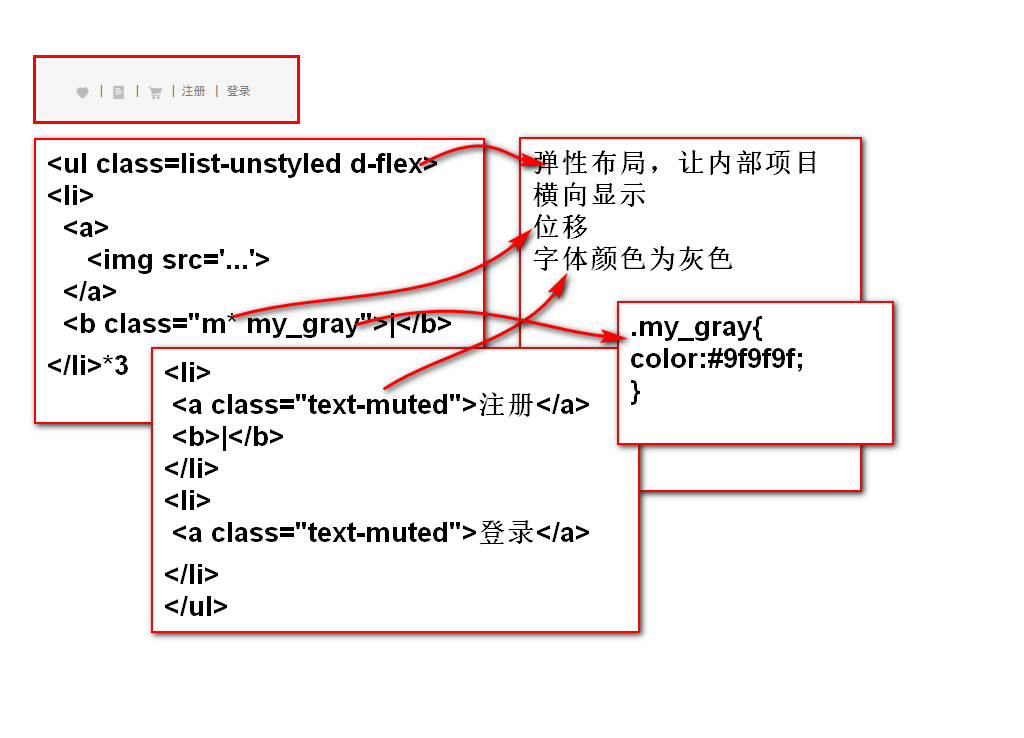 | | | 注册 | 登录
<ul class=list-unstyled d-flex>
<li>
<a>
<img src='...'>
</a>
<b class="m* my_gray">|</b>
</li>*3
弹性布局，让内部项目
横向显示
位移
字体颜色为灰色
.my_gray{
color:#9f9f9f;
}
<li>
<a class="text-muted">注册</a>
<b>|</b>
</li>
<li>
<a class="text-muted">登录</a>
</li>
</ul>